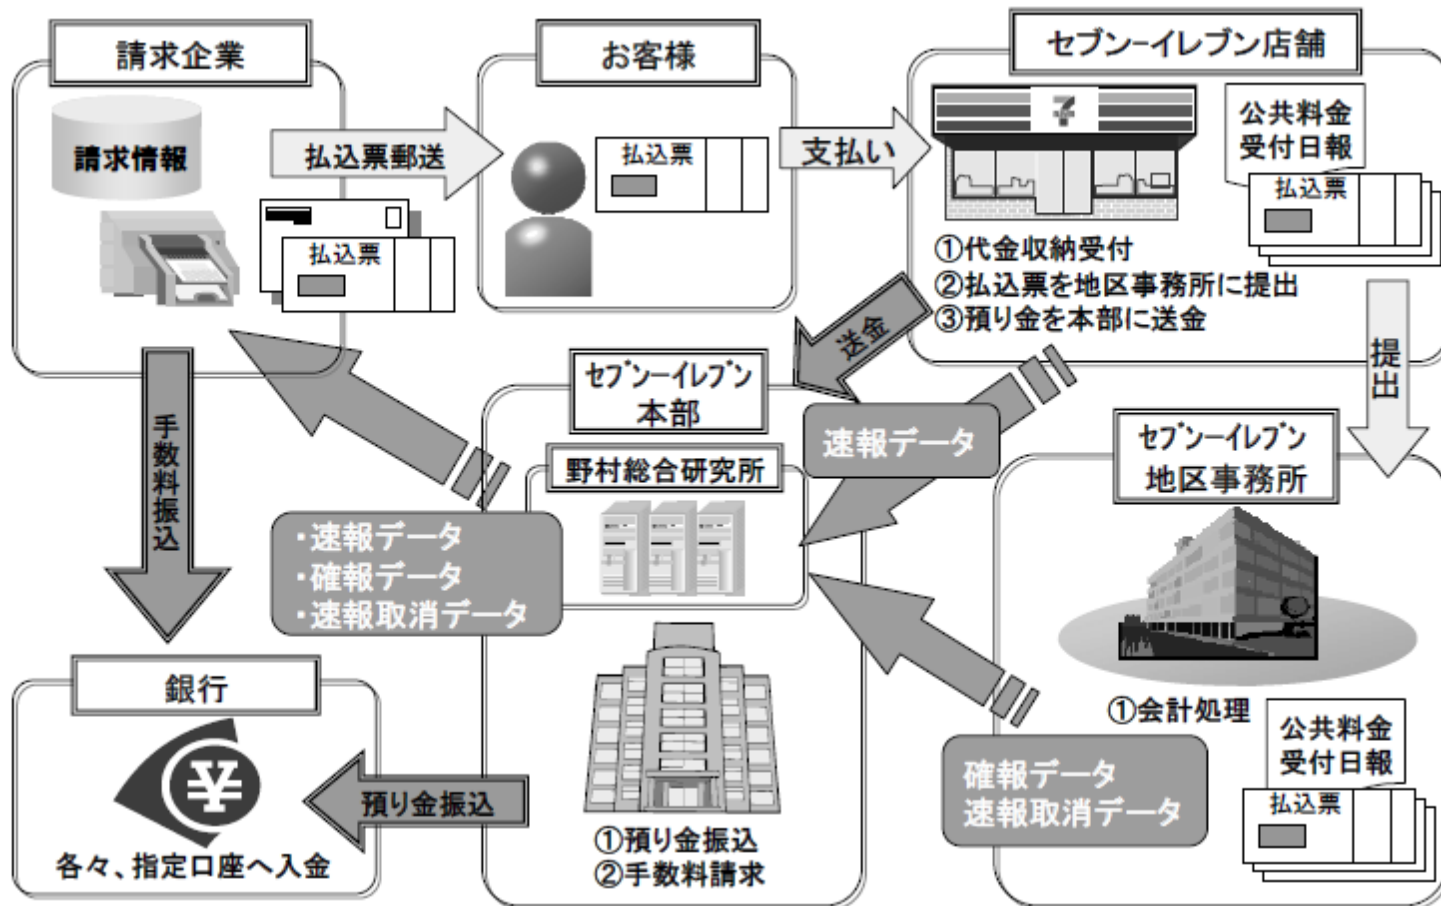 請求企業
請求情報
払込票
払込票郵送
お客様
払込票
支払い
セブン−イレブン店舗
公共料金
受付日報
払込票
①代金収納受付
②払込票を地区事務所に提出
③預り金を本部に送金
送金
提出
速報データ
セブン−イレブン
本部
野村総合研究所
・速報データ
・確報データ
・速報取消データ
手数料振込
セブン−イレブン
地区事務所
①会計処理
公共料金
受付日報
払込票
確報データ
速報取消データ
①預り金振込
②手数料請求
預り金振込
銀行
¥
各々、指定口座へ入金